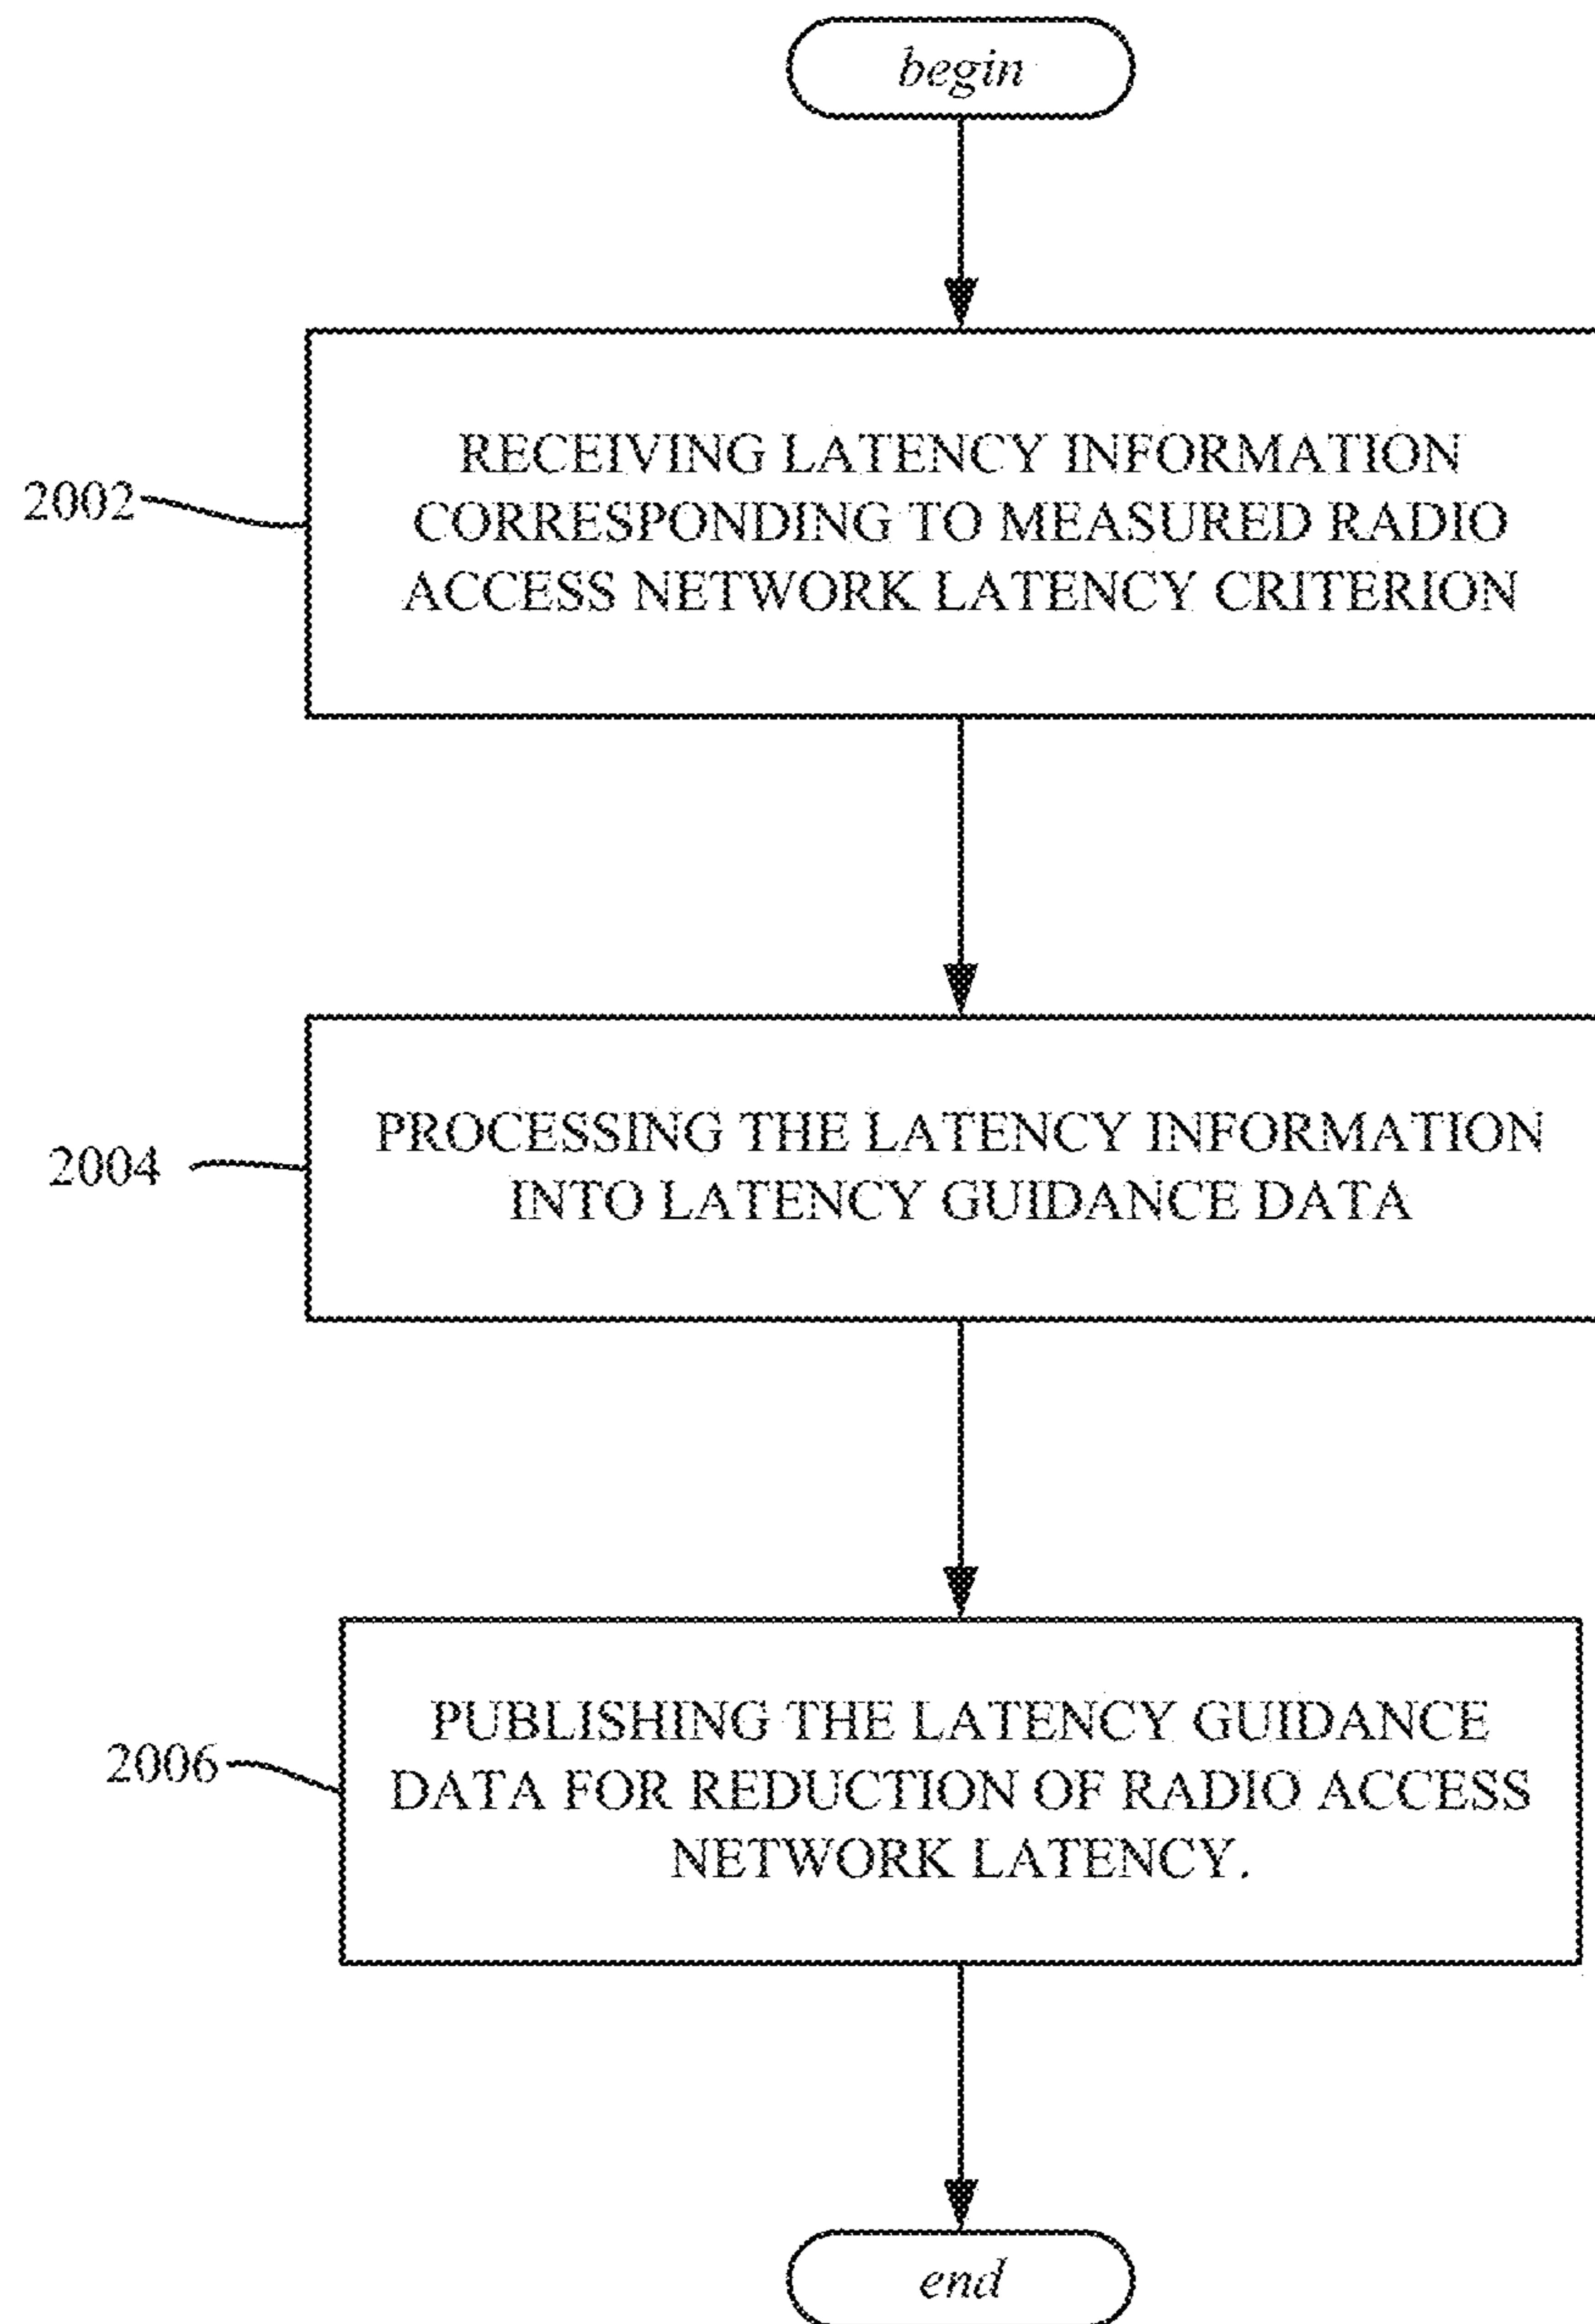 begin
RECEIVING LATENCY INFORMATION
CORRESPONDING TO MEASURED RADIO
ACCESS NETWORK LATENCY CRITERION
2002
PROCESSING THE LATENCY INFORMATION
INTO LATENCY GUIDANCE DATA
2004
PUBLISHING THE LATENCY GUIDANCE
DATA FOR REDUCTION OF RADIO ACCESS
NETWORK LATENCY.
2006
end